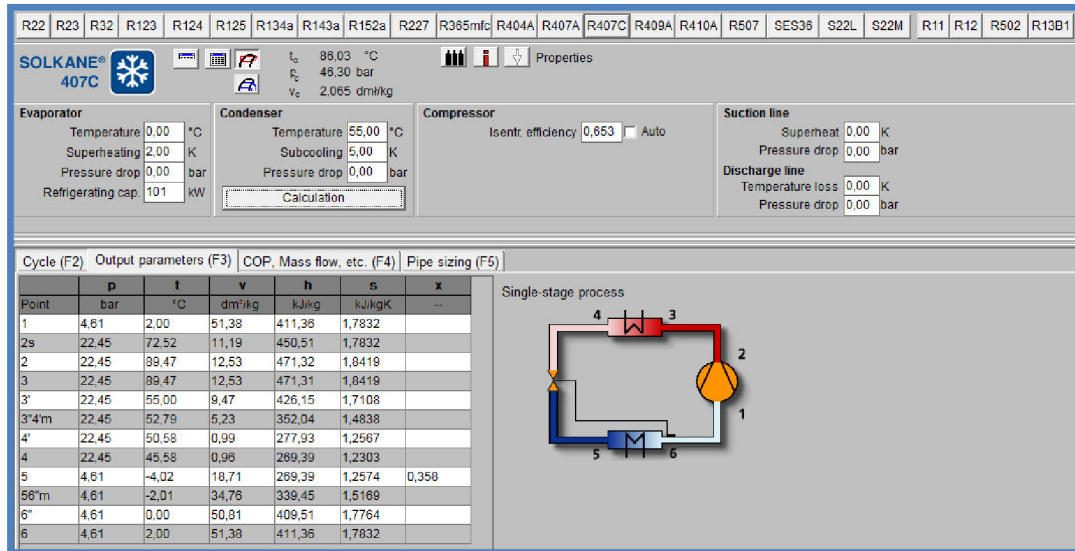 R22 R23 R32 R123 R124 R125 R134a R143a R152a R227 R365mfc R404A R407A R407C R409A R410A R507 SES36 S22L S22M R11 R12 R502 R13B1
SOLKANE® 407C
tc 86,03 °C
pc 46,30 bar
vc 2,065 dmł/kg
Properties
Evaporator
Temperature 0,00 °C
Superheating 2,00 K
Pressure drop 0,00 bar
Refrigerating cap. 101 kW
Condenser
Temperature 55,00 °C
Subcooling 5,00 K
Pressure drop 0,00 bar
Calculation
Compressor
Isentr. efficiency 0,653 Auto
Suction line
Superheat 0,00 K
Pressure drop 0,00 bar
Discharge line
Temperature loss 0,00 K
Pressure drop 0,00 bar
Cycle (F2) Output parameters (F3) COP, Mass flow, etc. (F4) Pipe sizing (F5)
p t v h s x
Point bar °C dm³/kg kJ/kg kJ/kgK --
1 4,61 2,00 51,38 411,36 1,7832
2s 22,45 72,52 11,19 450,51 1,7832
2 22,45 89,47 12,53 471,32 1,8419
3 22,45 89,47 12,53 471,31 1,8419
3' 22,45 55,00 9,47 426,15 1,7108
3"4'm 22,45 52,79 5,23 352,04 1,4838
4' 22,45 50,58 0,99 277,93 1,2567
4 22,45 45,58 0,96 269,39 1,2303
5 4,61 -4,02 18,71 269,39 1,2574 0,358
56"m 4,61 -2,01 34,76 339,45 1,5169
6" 4,61 0,00 50,81 409,51 1,7764
6 4,61 2,00 51,38 411,36 1,7832
Single-stage process
4 3
2
1
5 6